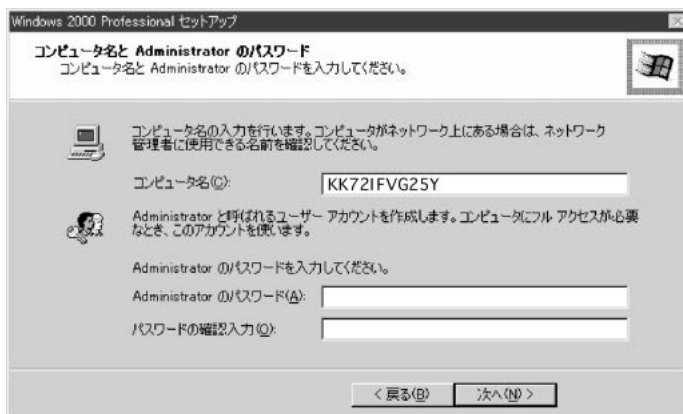 Windows 2000 Professional セットアップ
コンピュータ名と Administrator のパスワード
コンピュータ名と Administrator のパスワードを入力してください。
コンピュータ名の入力を行います。コンピュータがネットワーク上にある場合は、ネットワーク
管理者に使用できる名前を確認してください。
コンピュータ名(C):
KK72IFVG25Y
Administrator と呼ばれるユーザー アカウントを作成します。コンピュータにフル アクセスが必要
なとき、このアカウントを使います。
Administrator のパスワードを入力してください。
Administrator のパスワード(A):
パスワードの確認入力(O):
< 戻る(B)
次へ(N) >